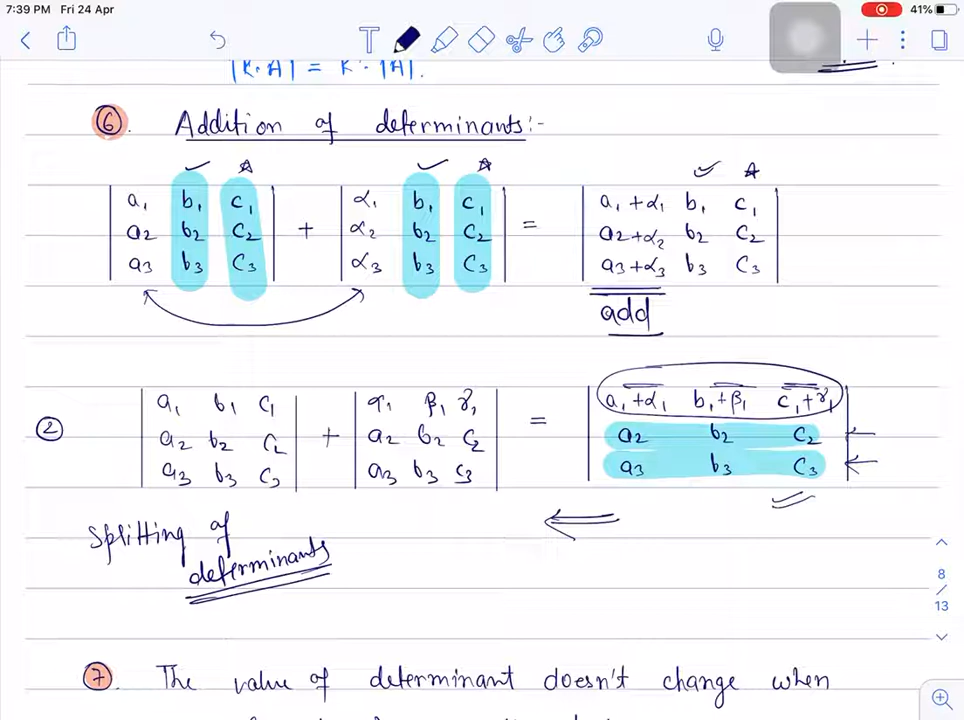 7:39 PM Fri 24 Apr 41%
|K·A| = K · |A|.
6. Addition of determinants:-
a1 b1 c1 α1 b1 c1 a1+α1 b1 c1
a2 b2 c2 + α2 b2 c2 = a2+α2 b2 c2
a3 b3 c3 α3 b3 c3 a3+α3 b3 c3
add
a1 b1 c1 α1 β1 γ1 a1+α1 b1+β1 c1+γ1
2 a2 b2 c2 + a2 b2 c2 = a2 b2 c2
a3 b3 c3 a3 b3 c3 a3 b3 c3
Splitting of
determinants
8
/
13
7. The value of determinant doesn't change when